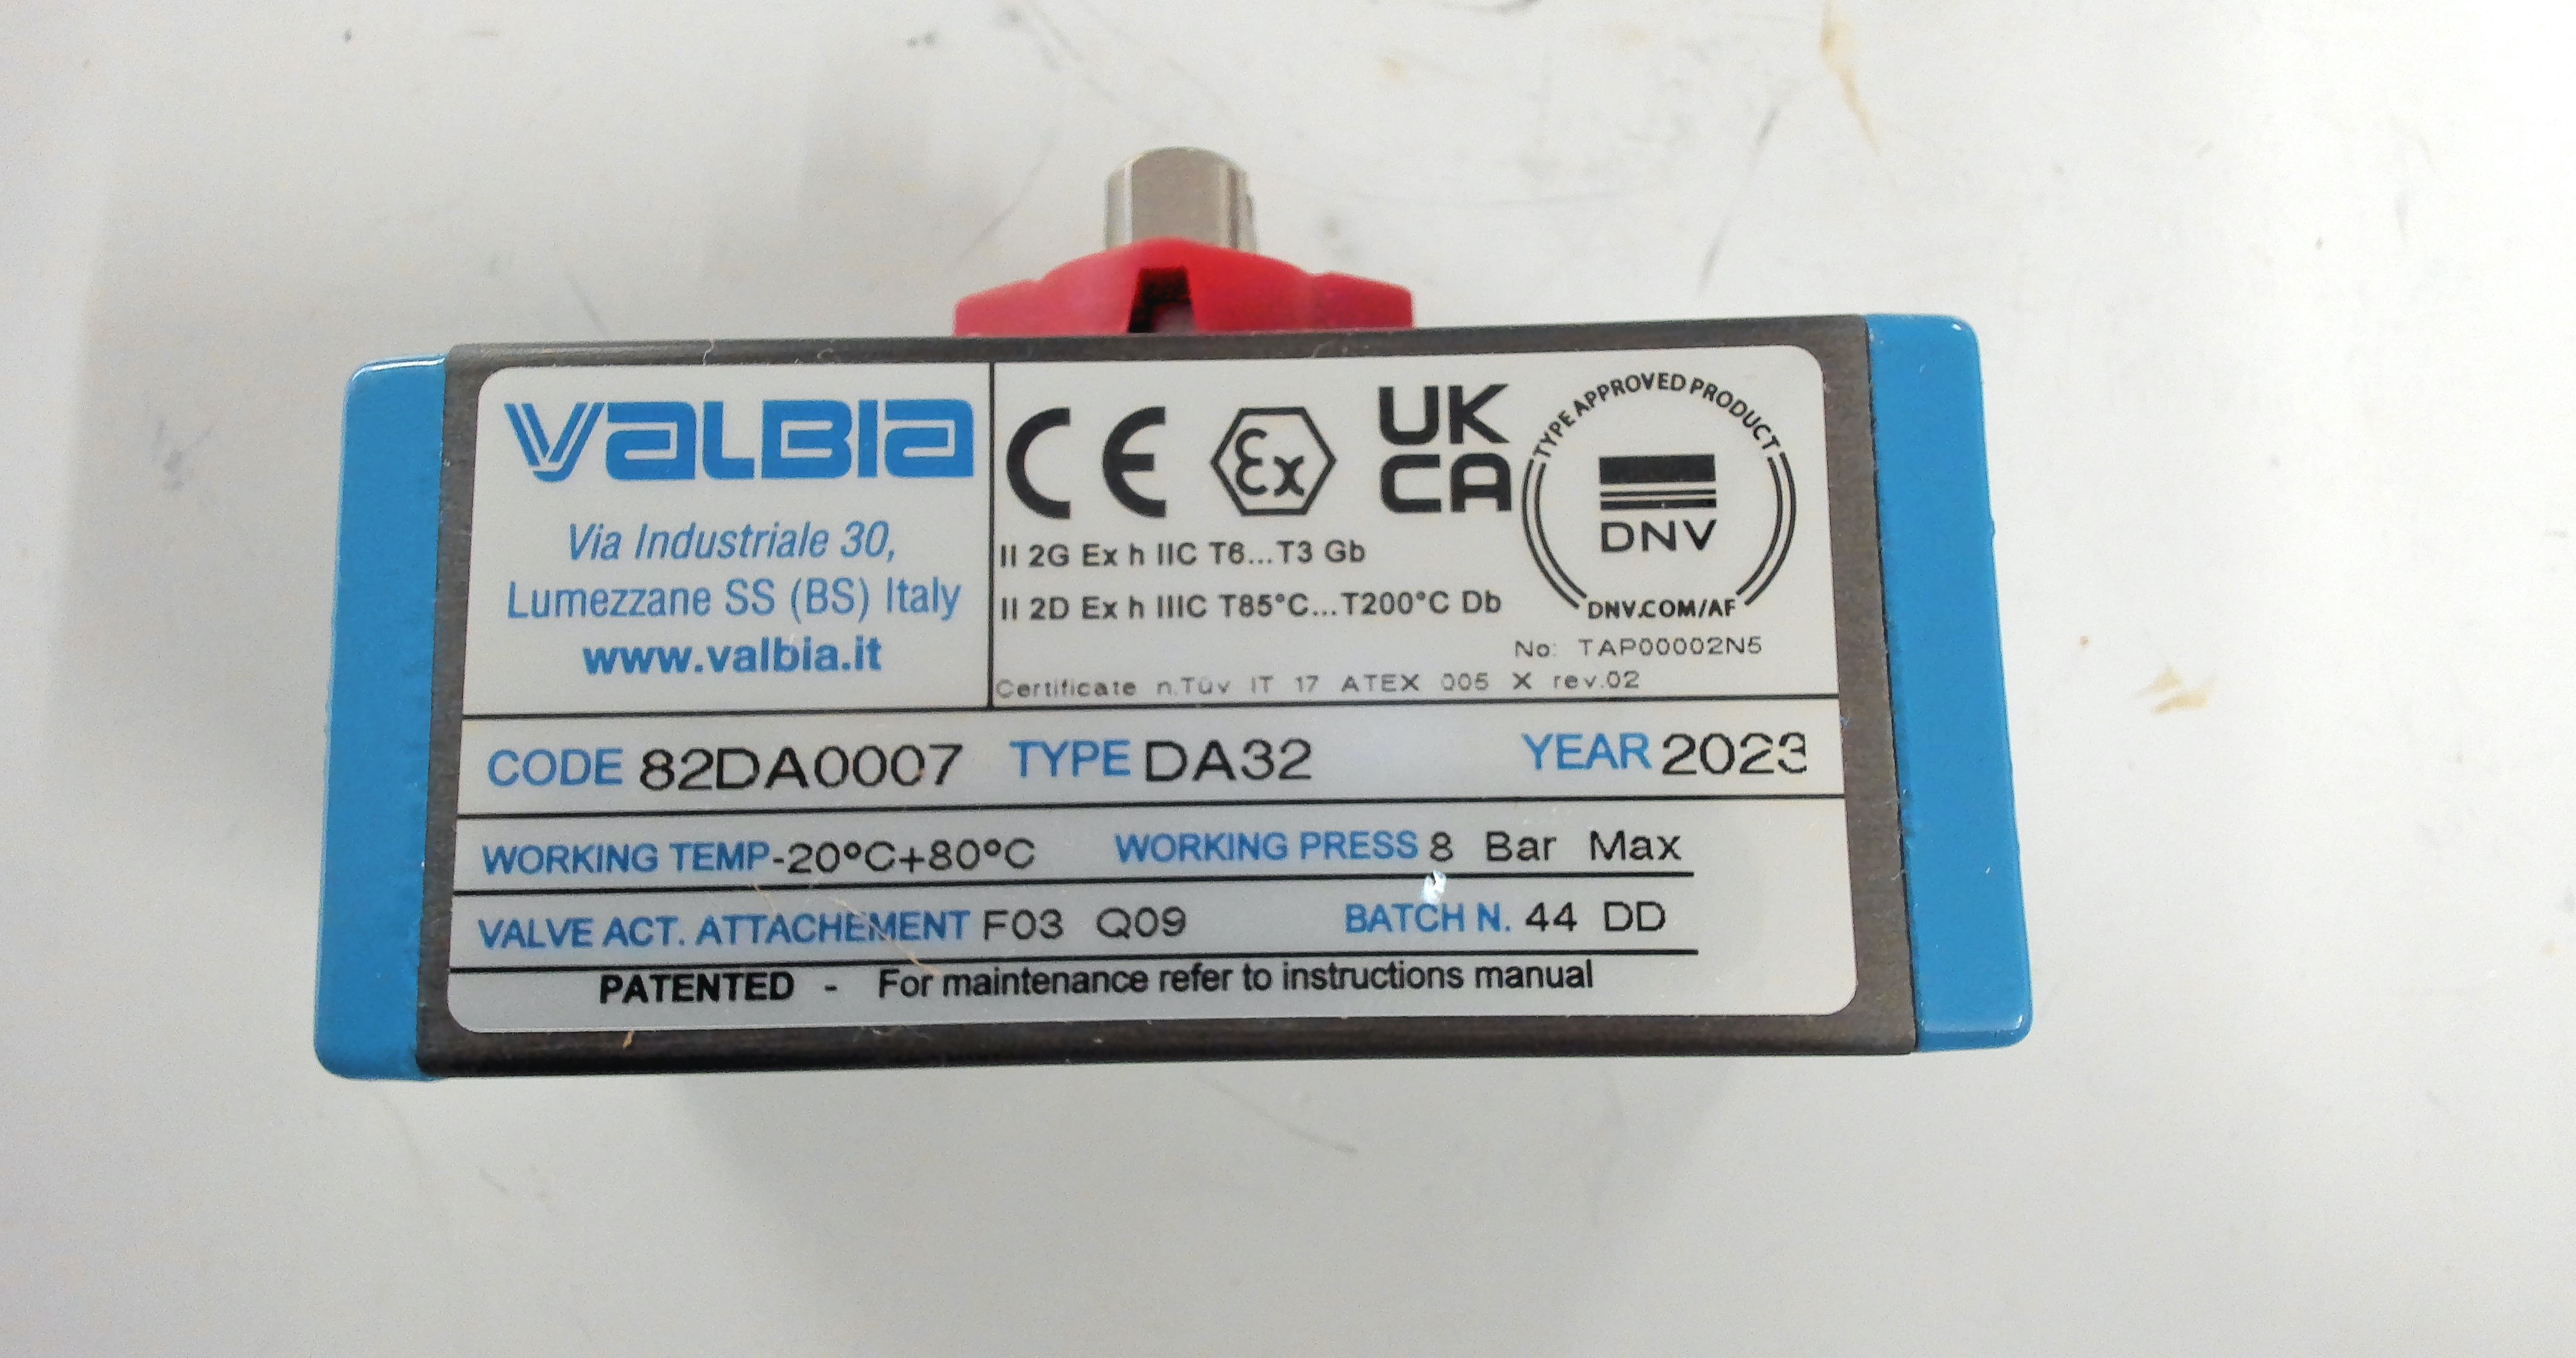 VALBIA
Via Industriale 30,
Lumezzane SS (BS) Italy
www.valbia.it
CE Ex UK
CA
TYPE APPROVED PRODUCT
DNV
DNV.COM/AF
II 2G Ex h IIC T6...T3 Gb
II 2D Ex h IIIC T85°C...T200°C Db
No: TAP00002N5
Certificate n.Tüv IT 17 ATEX 005 X rev.02
CODE 82DA0007 TYPE DA32 YEAR 2023
WORKING TEMP -20°C+80°C WORKING PRESS 8 Bar Max
VALVE ACT. ATTACHEMENT F03 Q09 BATCH N. 44 DD
PATENTED - For maintenance refer to instructions manual